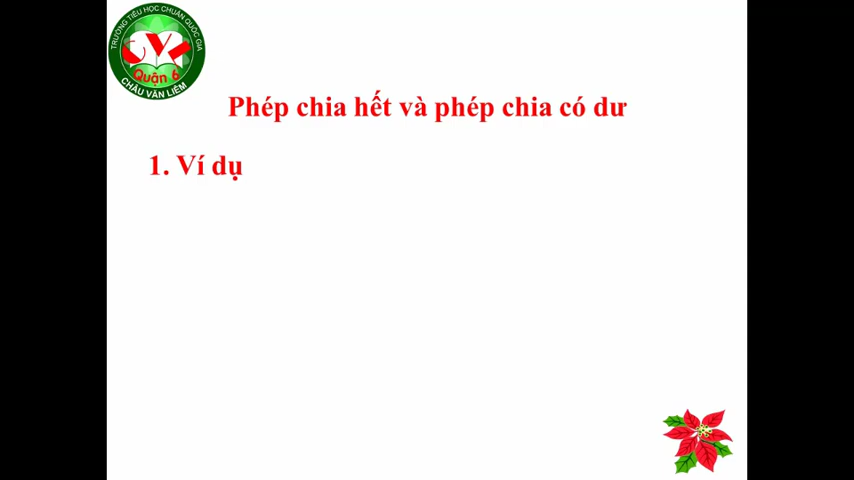 TRƯỜNG TIỂU HỌC CHUẨN QUỐC GIA
Quận 6
CHÂU VĂN LIÊM
Phép chia hết và phép chia có dư
1. Ví dụ